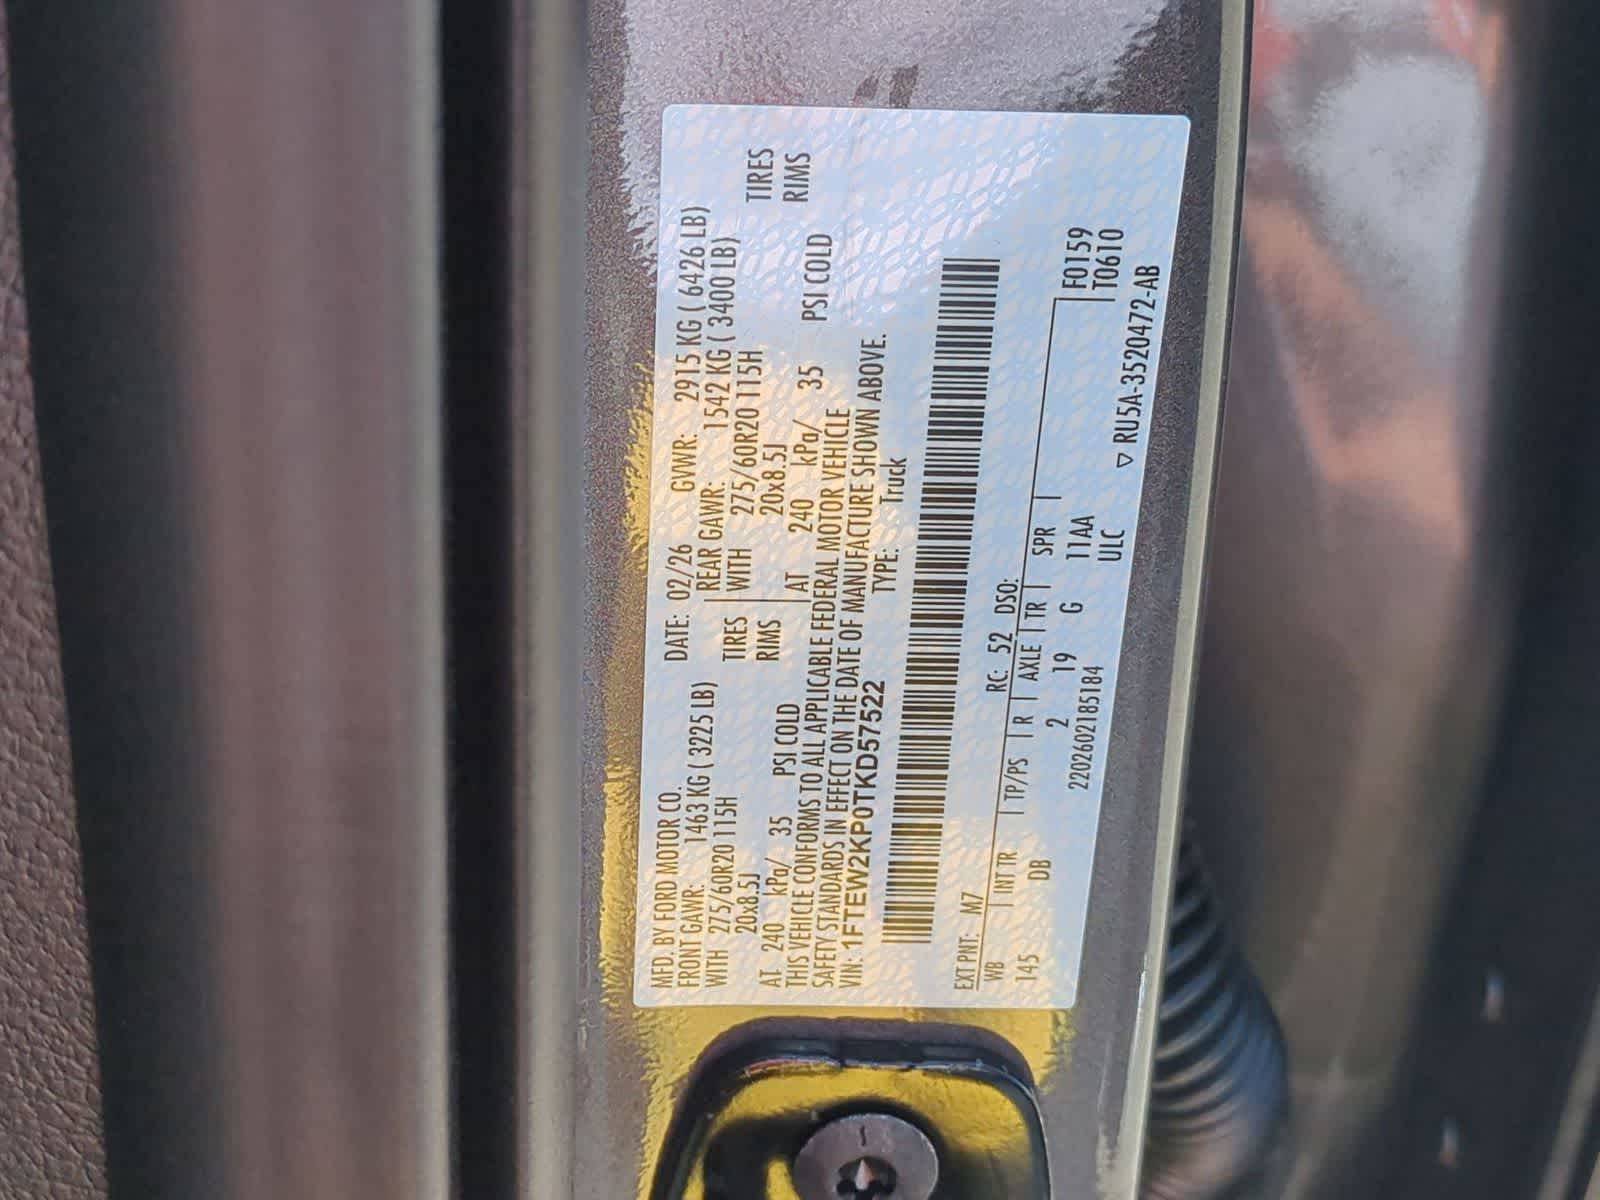 MFD. BY FORD MOTOR CO. DATE: 02/26 GVWR: 2915 KG ( 6426 LB)
FRONT GAWR: 1463 KG ( 3225 LB) REAR GAWR: 1542 KG ( 3400 LB)
WITH 275/60R20 115H TIRES WITH 275/60R20 115H TIRES
20x8.5J RIMS 20x8.5J RIMS
AT 240 kPa/ 35 PSI COLD AT 240 kPa/ 35 PSI COLD
THIS VEHICLE CONFORMS TO ALL APPLICABLE FEDERAL MOTOR VEHICLE
SAFETY STANDARDS IN EFFECT ON THE DATE OF MANUFACTURE SHOWN ABOVE.
VIN: 1FTEW2KP0TKD57522 TYPE: Truck
EXT PNT: M7 RC: 52 DSO:
WB INT TR TP/PS R AXLE TR SPR F0159
145 DB 2 19 G 11AA T0610
2202602185184 ULC
▽ RU5A-3520472-AB